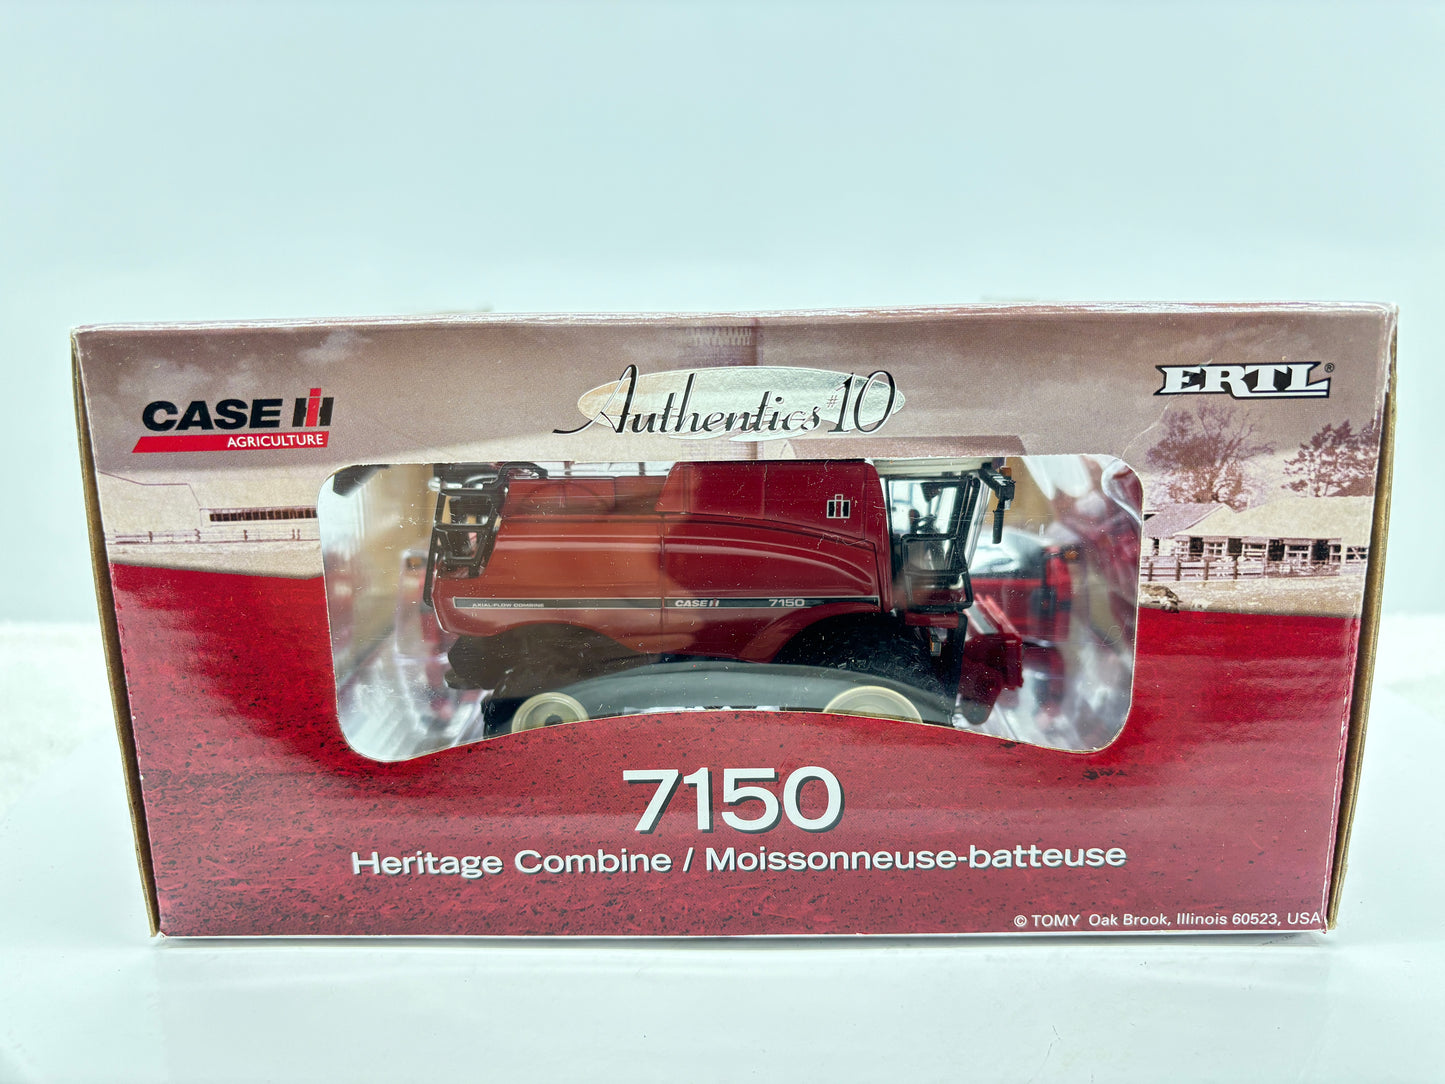 CASE IH
AGRICULTURE
Authentics #10
ERTL®
IH
AXIAL-FLOW COMBINE
CASE IH
7150
7150
Heritage Combine / Moissonneuse-batteuse
© TOMY Oak Brook, Illinois 60523, USA